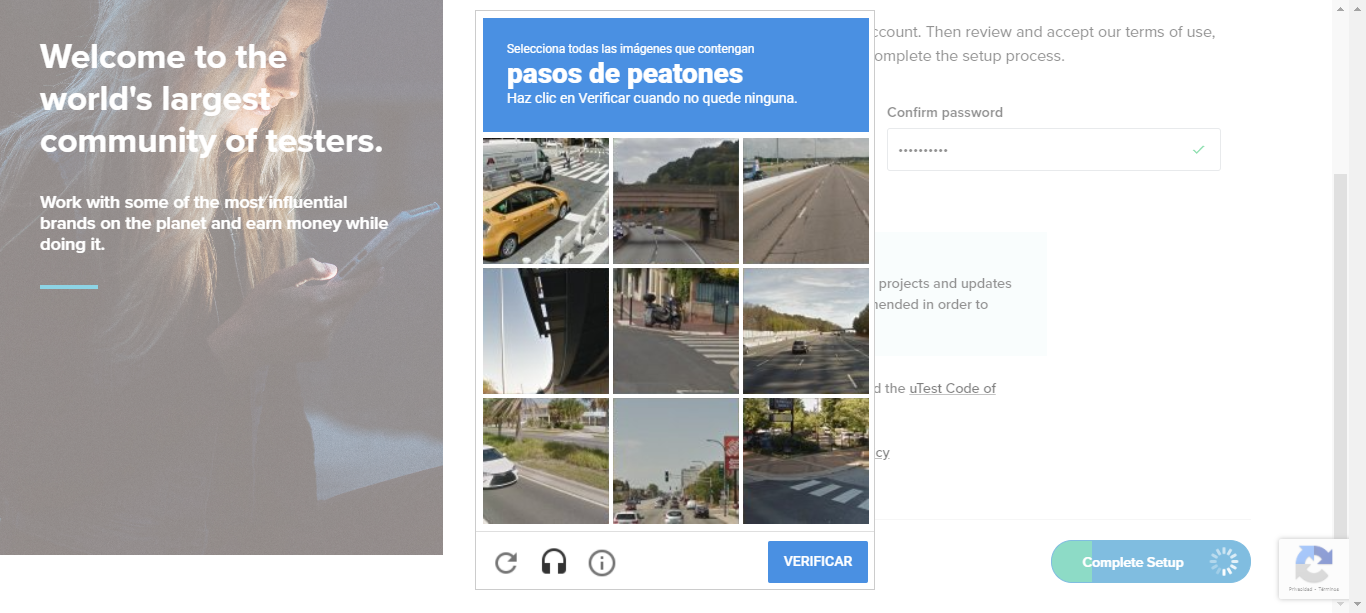 Welcome to the
world's largest
community of testers.
Work with some of the most influential
brands on the planet and earn money while
doing it.
Selecciona todas las imágenes que contengan
pasos de peatones
Haz clic en Verificar cuando no quede ninguna.
VERIFICAR
ccount. Then review and accept our terms of use,
omplete the setup process.
Confirm password
••••••••••
projects and updates
nended in order to
d the uTest Code of
cy
Complete Setup
Privacidad - Términos